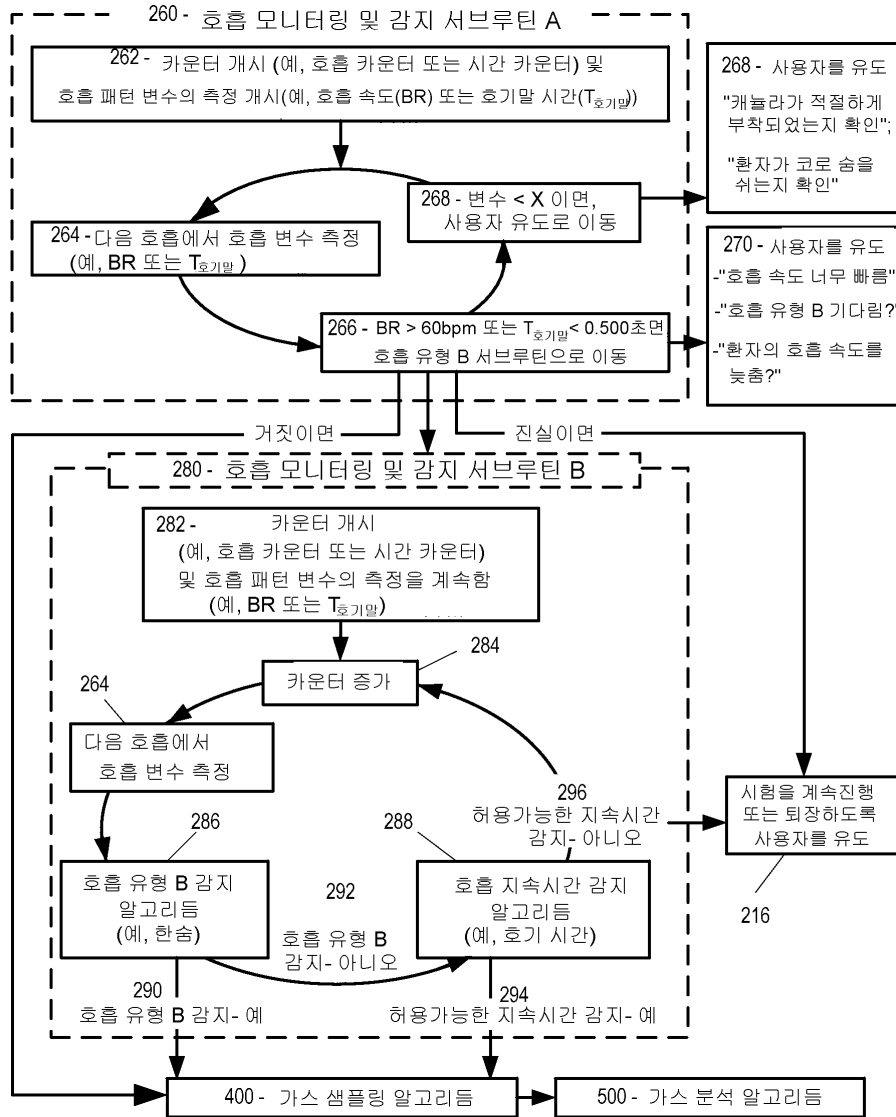 260 - 호흡 모니터링 및 감지 서브루틴 A
262 - 카운터 개시 (예, 호흡 카운터 또는 시간 카운터) 및
호흡 패턴 변수의 측정 개시(예, 호흡 속도(BR) 또는 호기말 시간(T호기말))
268 - 사용자를 유도
"캐뉼라가 적절하게
부착되었는지 확인";
"환자가 코로 숨을
쉬는지 확인"
268 - 변수 < X 이면,
사용자 유도로 이동
264 - 다음 호흡에서 호흡 변수 측정
(예, BR 또는 T호기말 )
270 - 사용자를 유도
-"호흡 속도 너무 빠름"
-"호흡 유형 B 기다림?"
-"환자의 호흡 속도를
늦춤?"
266 - BR > 60bpm 또는 T호기말< 0.500초면,
호흡 유형 B 서브루틴으로 이동
거짓이면
진실이면
280 - 호흡 모니터링 및 감지 서브루틴 B
282 - 카운터 개시
(예, 호흡 카운터 또는 시간 카운터)
및 호흡 패턴 변수의 측정을 계속함
(예, BR 또는 T호기말)
284
카운터 증가
264
다음 호흡에서
호흡 변수 측정
286
호흡 유형 B 감지
알고리듬
(예, 한숨)
292
호흡 유형 B
감지- 아니오
288
호흡 지속시간 감지
알고리듬
(예, 호기 시간)
296
허용가능한 지속시간
감지- 아니오
시험을 계속진행
또는 퇴장하도록
사용자를 유도
216
290
호흡 유형 B 감지- 예
294
허용가능한 지속시간 감지- 예
400 - 가스 샘플링 알고리듬
500 - 가스 분석 알고리듬